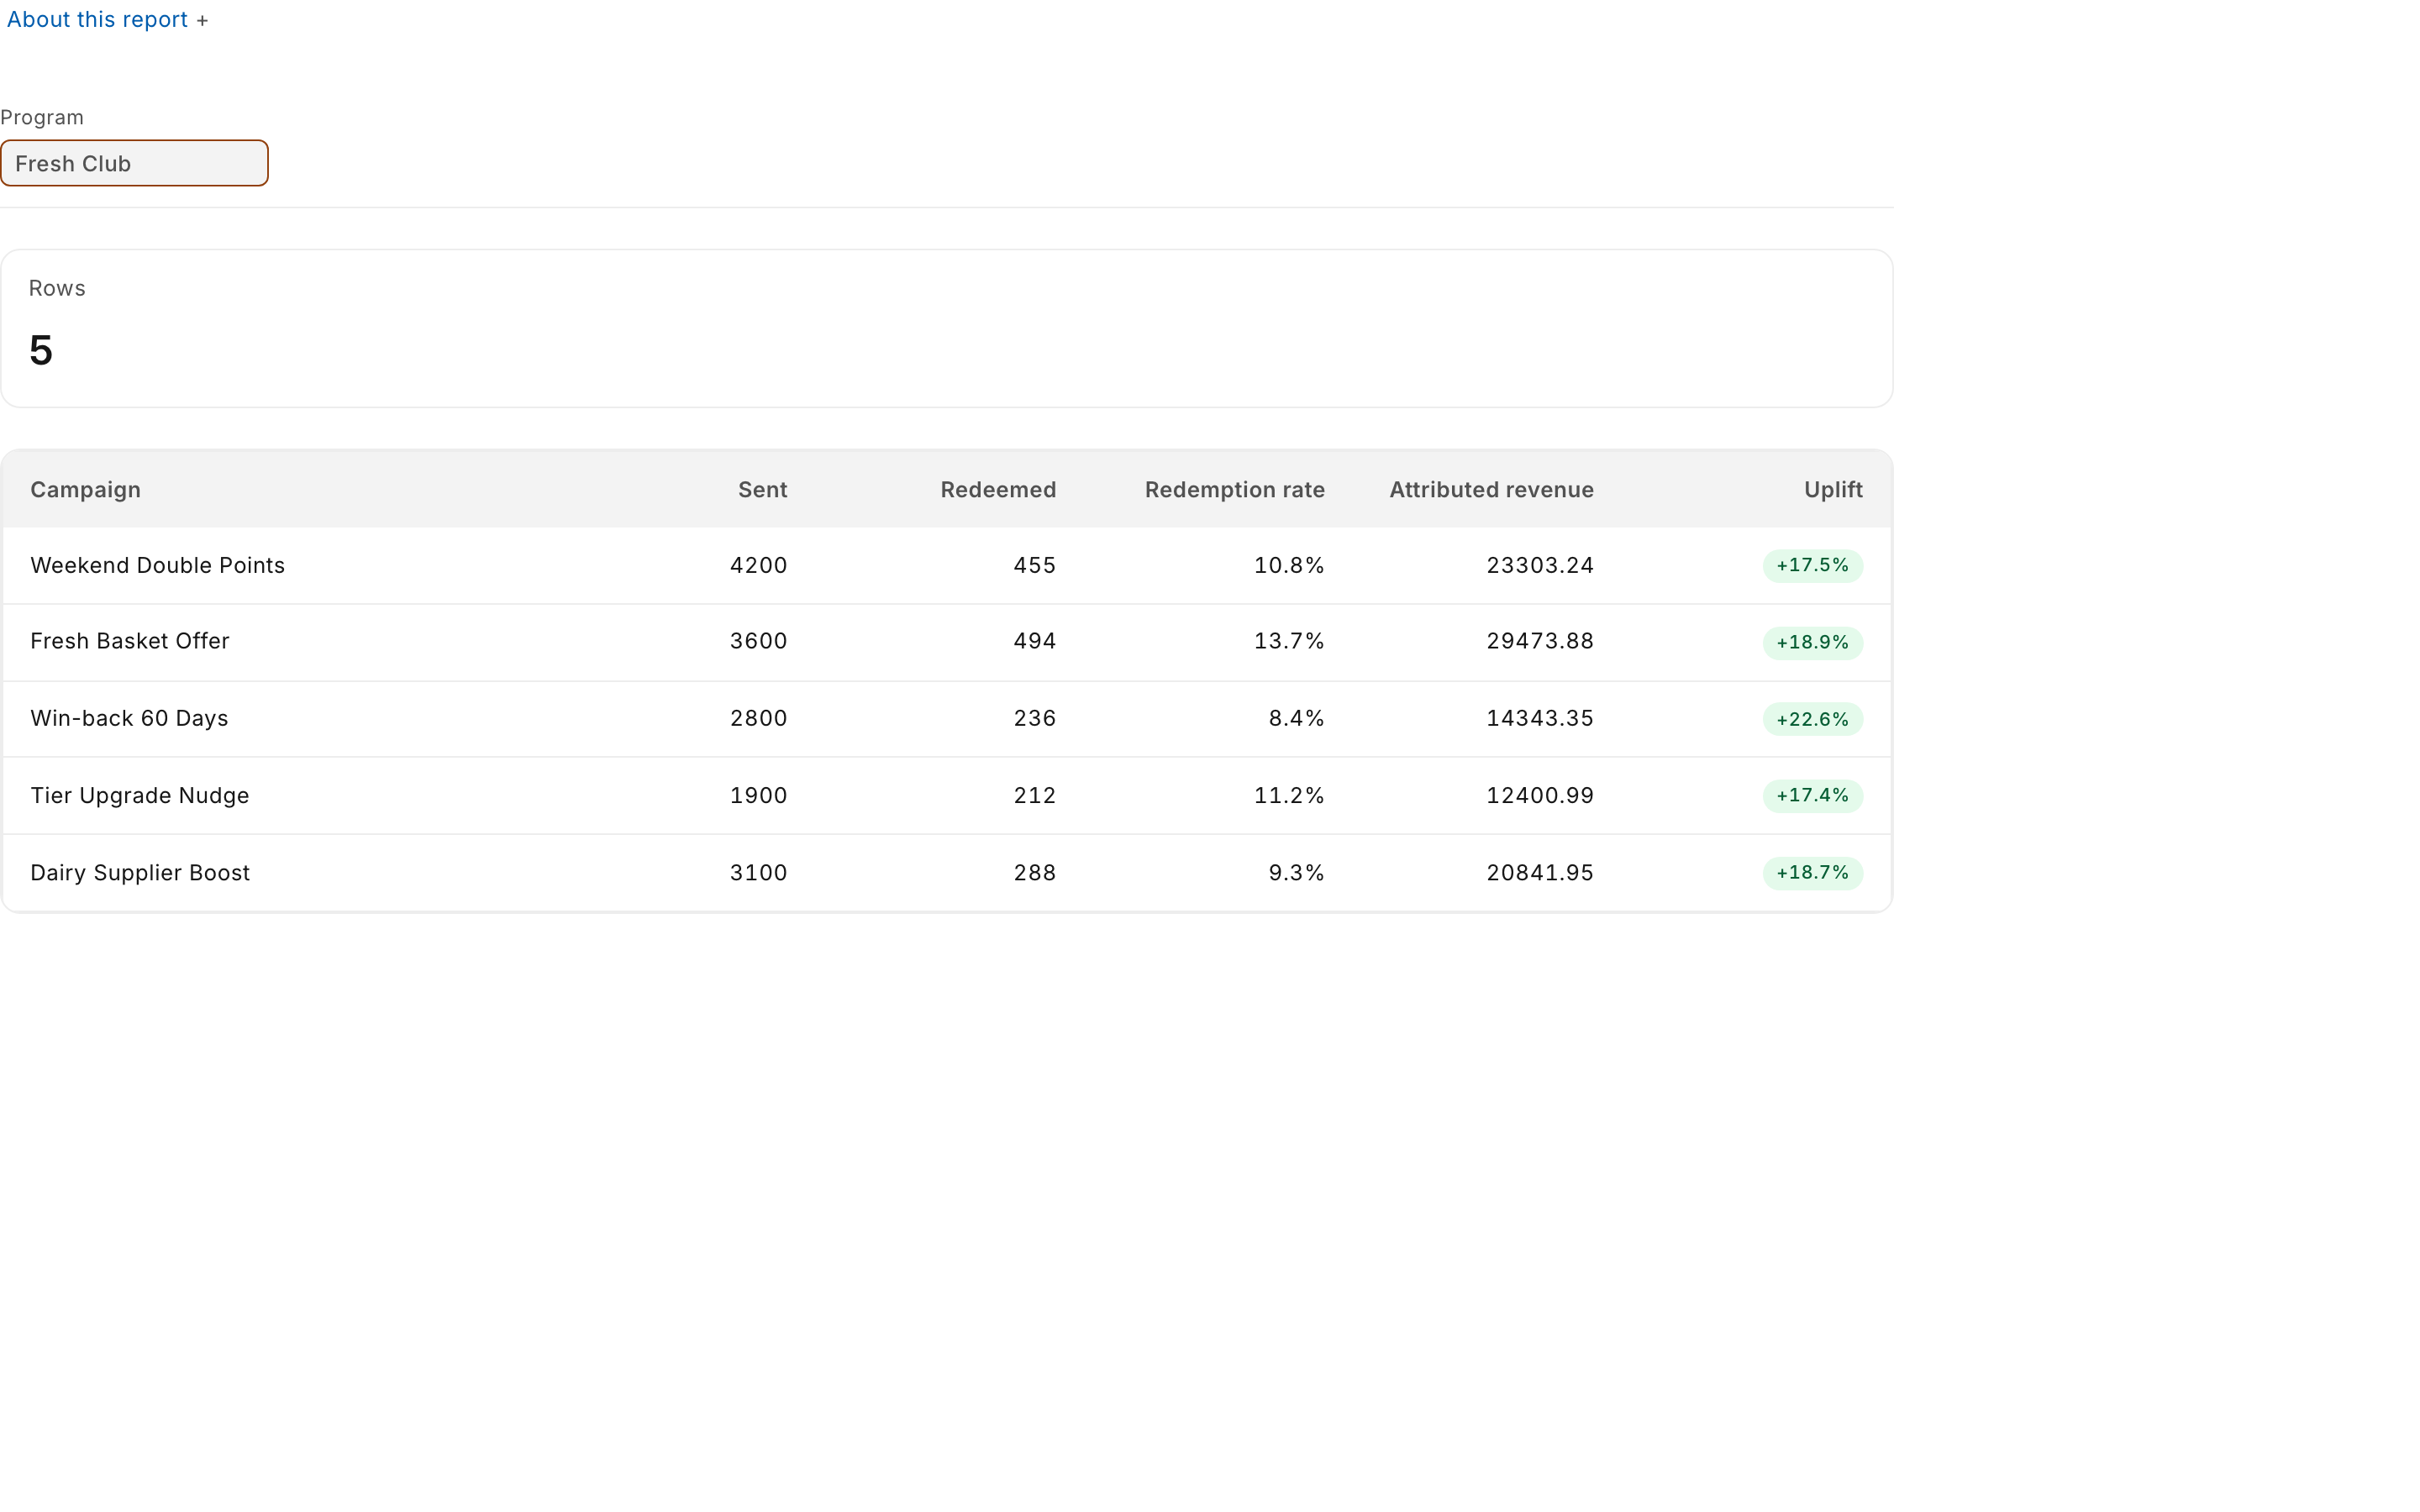 About this report +
Program
Fresh Club
Rows
5
Campaign Sent Redeemed Redemption rate Attributed revenue Uplift
Weekend Double Points 4200 455 10.8% 23303.24 +17.5%
Fresh Basket Offer 3600 494 13.7% 29473.88 +18.9%
Win-back 60 Days 2800 236 8.4% 14343.35 +22.6%
Tier Upgrade Nudge 1900 212 11.2% 12400.99 +17.4%
Dairy Supplier Boost 3100 288 9.3% 20841.95 +18.7%